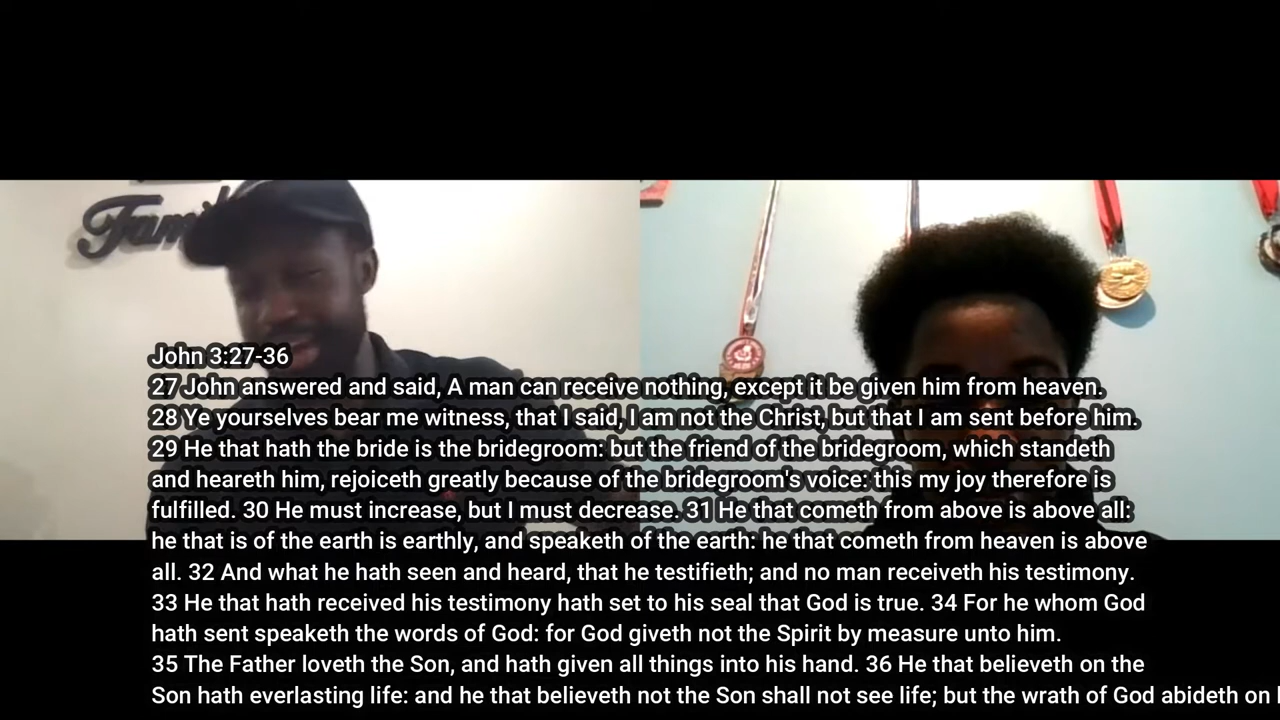 Family
John 3:27-36
27 John answered and said, A man can receive nothing, except it be given him from heaven.
28 Ye yourselves bear me witness, that I said, I am not the Christ, but that I am sent before him.
29 He that hath the bride is the bridegroom: but the friend of the bridegroom, which standeth
and heareth him, rejoiceth greatly because of the bridegroom's voice: this my joy therefore is
fulfilled. 30 He must increase, but I must decrease. 31 He that cometh from above is above all:
he that is of the earth is earthly, and speaketh of the earth: he that cometh from heaven is above
all. 32 And what he hath seen and heard, that he testifieth; and no man receiveth his testimony.
33 He that hath received his testimony hath set to his seal that God is true. 34 For he whom God
hath sent speaketh the words of God: for God giveth not the Spirit by measure unto him.
35 The Father loveth the Son, and hath given all things into his hand. 36 He that believeth on the
Son hath everlasting life: and he that believeth not the Son shall not see life; but the wrath of God abideth on